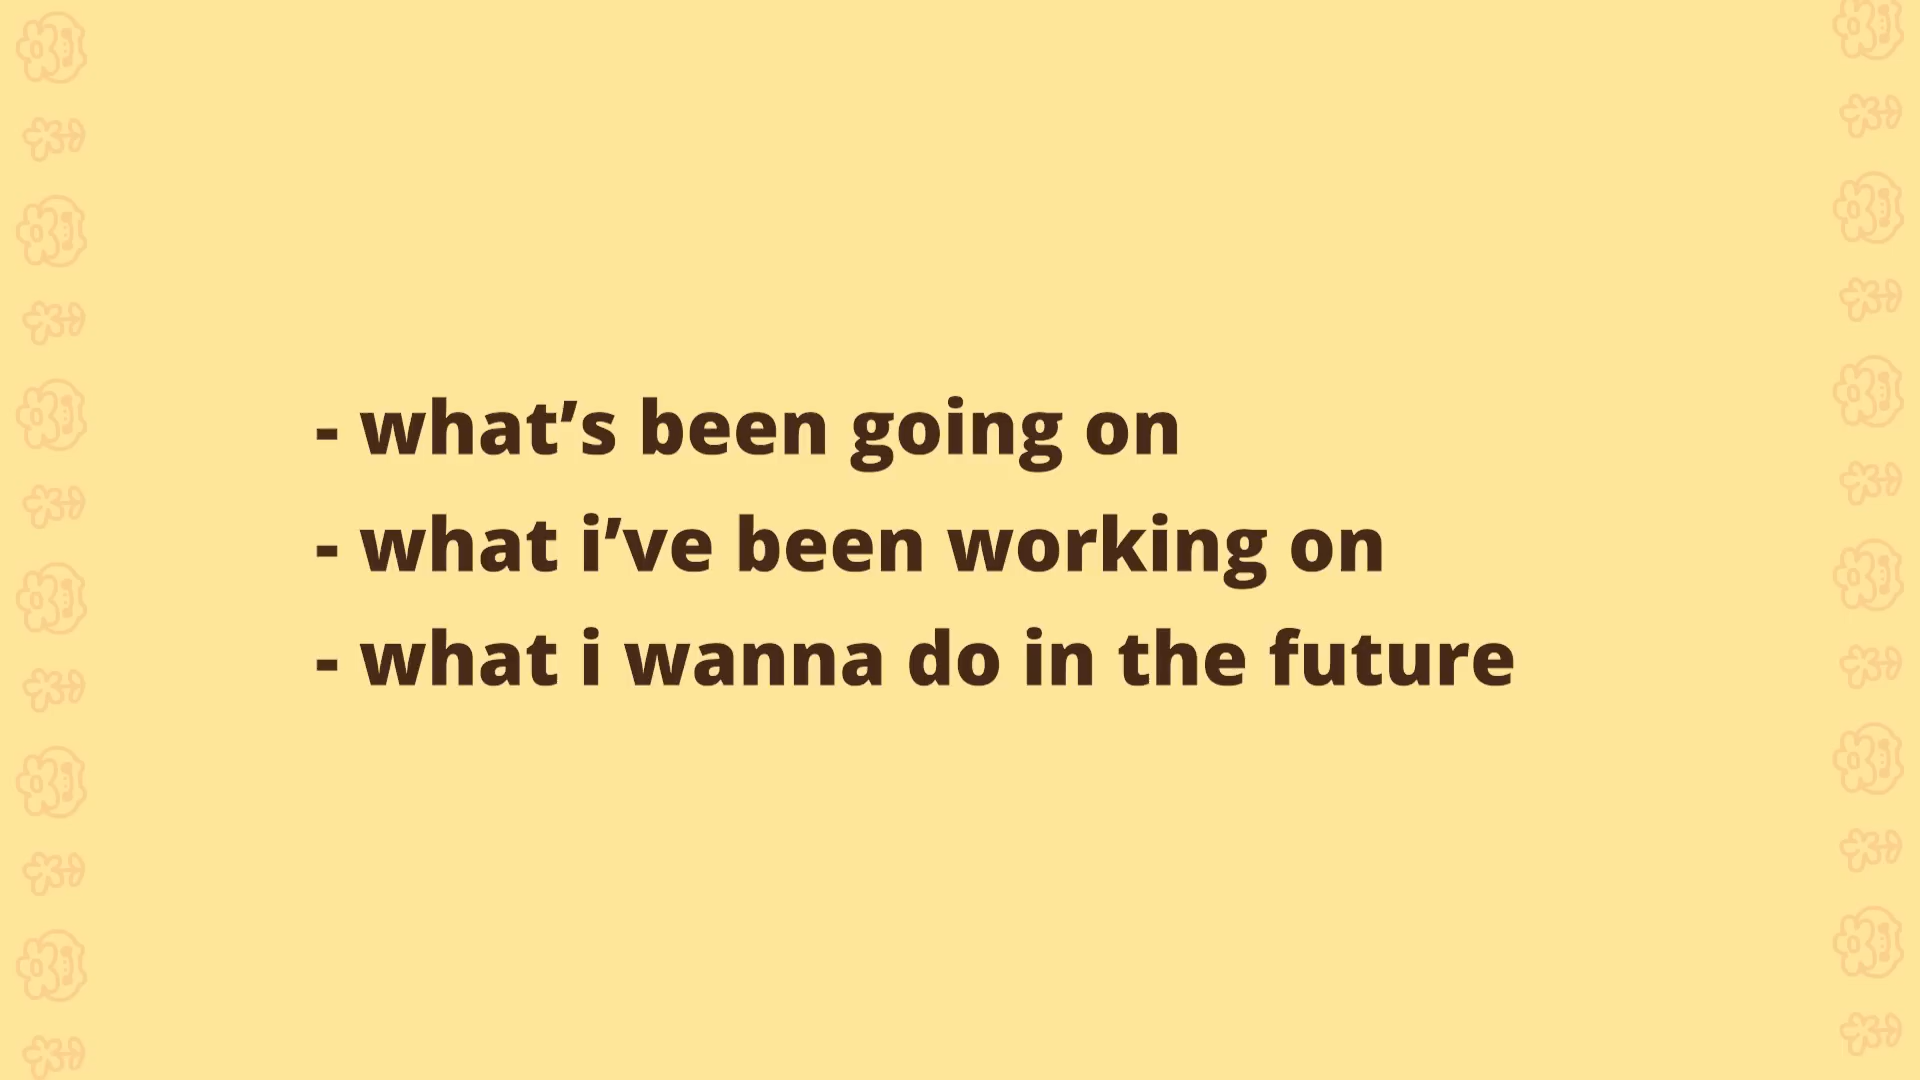 - what’s been going on
- what i’ve been working on
- what i wanna do in the future